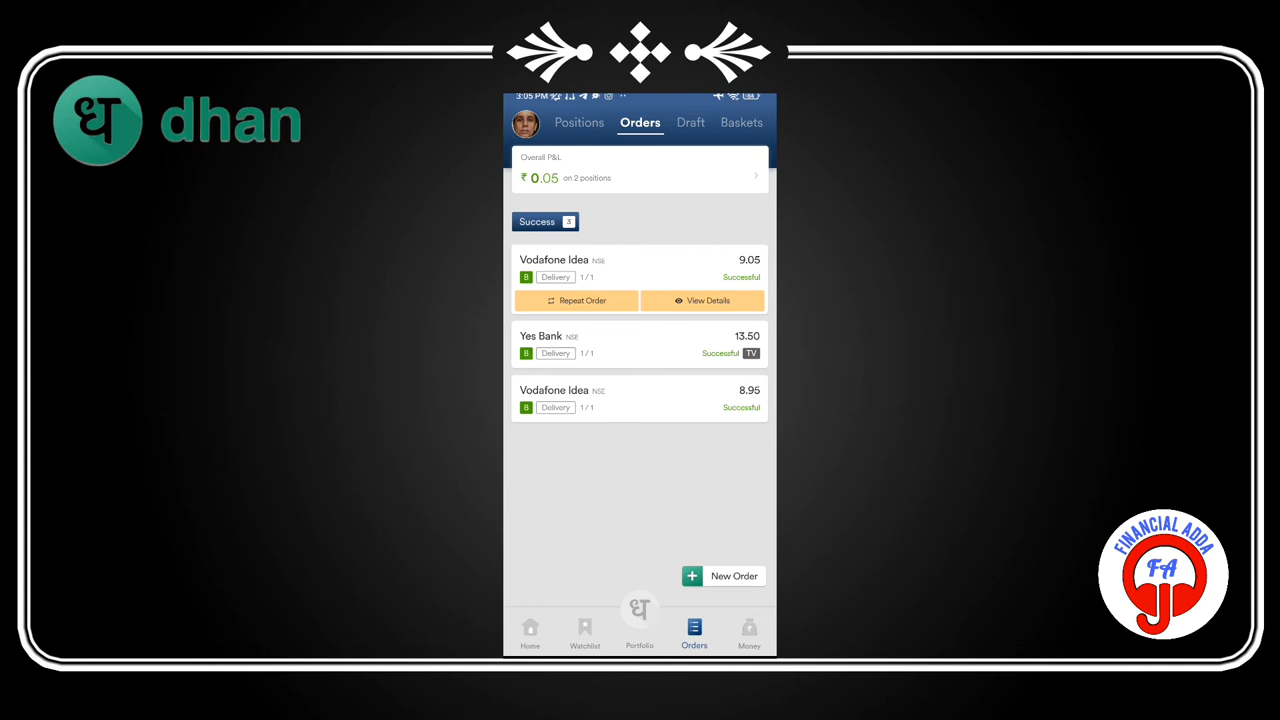 ध dhan
3:05 PM
Positions Orders Draft Baskets
Overall P&L
₹ 0.05 on 2 positions
Success 3
Vodafone Idea NSE 9.05
B Delivery 1 / 1 Successful
Repeat Order View Details
Yes Bank NSE 13.50
B Delivery 1 / 1 Successful TV
Vodafone Idea NSE 8.95
B Delivery 1 / 1 Successful
+ New Order
ध
Home Watchlist Portfolio Orders Money
FINANCIAL ADDA
FA